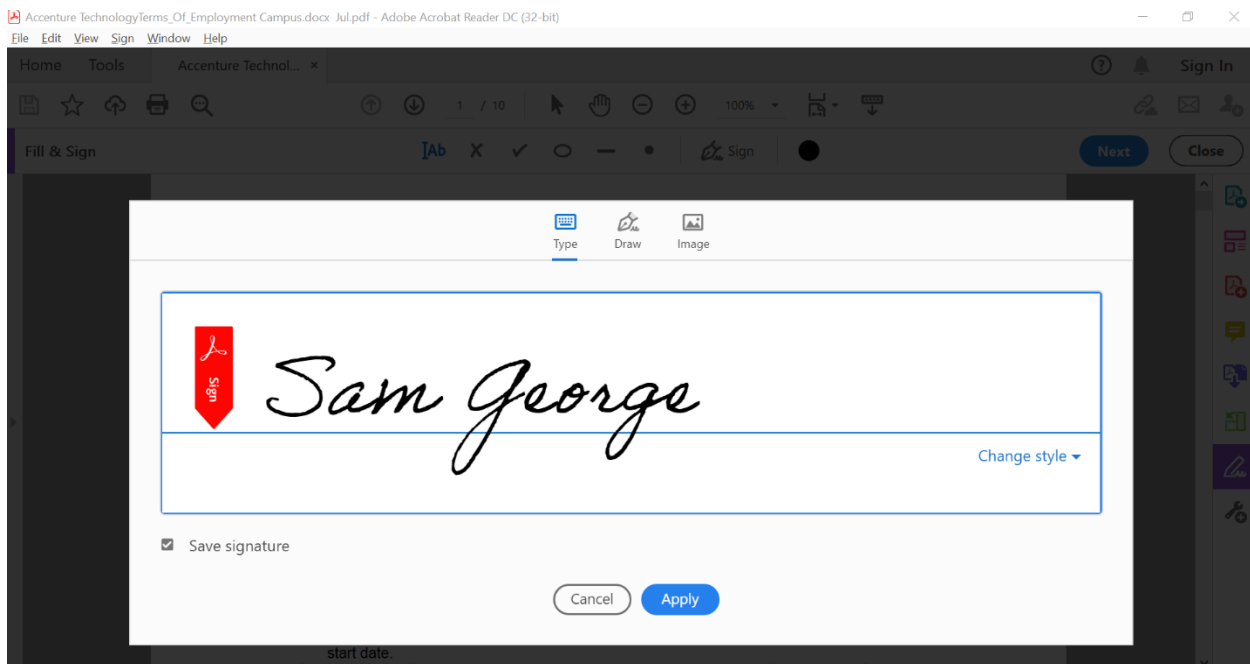 Accenture TechnologyTerms_Of_Employment Campus.docx Jul.pdf - Adobe Acrobat Reader DC (32-bit)
File Edit View Sign Window Help
Home Tools Accenture Technol... × Sign In
1 / 10 100%
Fill & Sign IAb Sign Next Close
Type Draw Image
Sign Sam George
Change style
Save signature
Cancel Apply
start date.